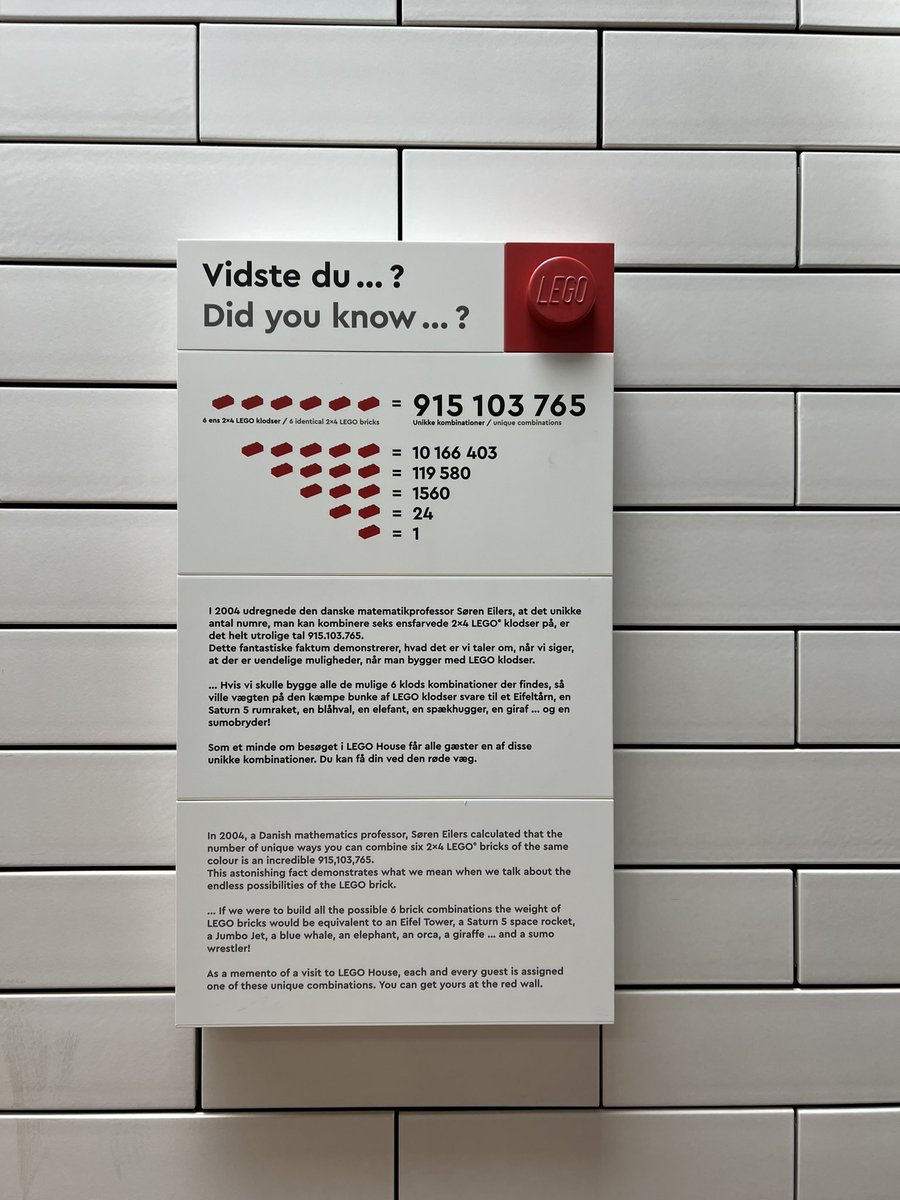 Vidste du ... ?
Did you know ... ?
LEGO
= 915 103 765
6 ens 2×4 LEGO klodser / 6 identical 2×4 LEGO bricks
Unikke kombinationer / unique combinations
= 10 166 403
= 119 580
= 1560
= 24
= 1
I 2004 udregnede den danske matematikprofessor Søren Eilers, at det unikke
antal numre, man kan kombinere seks ensfarvede 2×4 LEGO® klodser på, er
det helt utrolige tal 915.103.765.
Dette fantastiske faktum demonstrerer, hvad det er vi taler om, når vi siger,
at der er uendelige muligheder, når man bygger med LEGO klodser.
... Hvis vi skulle bygge alle de mulige 6 klods kombinationer der findes, så
ville vægten på den kæmpe bunke af LEGO klodser svare til et Eifeltårn, en
Saturn 5 rumraket, en blåhval, en elefant, en spækhugger, en giraf ... og en
sumobryder!
Som et minde om besøget i LEGO House får alle gæster en af disse
unikke kombinationer. Du kan få din ved den røde væg.
In 2004, a Danish mathematics professor, Søren Eilers calculated that the
number of unique ways you can combine six 2×4 LEGO® bricks of the same
colour is an incredible 915,103,765.
This astonishing fact demonstrates what we mean when we talk about the
endless possibilities of the LEGO brick.
... If we were to build all the possible 6 brick combinations the weight of
LEGO bricks would be equivalent to an Eifel Tower, a Saturn 5 space rocket,
a Jumbo Jet, a blue whale, an elephant, an orca, a giraffe ... and a sumo
wrestler!
As a memento of a visit to LEGO House, each and every guest is assigned
one of these unique combinations. You can get yours at the red wall.